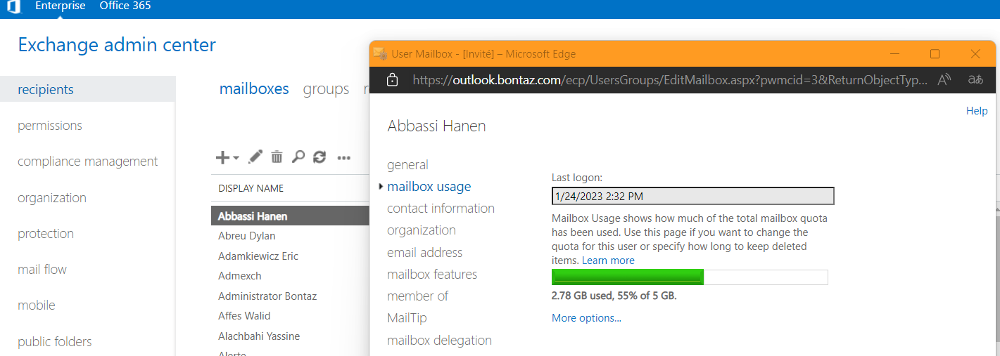 Enterprise Office 365
Exchange admin center
recipients
permissions
compliance management
organization
protection
mail flow
mobile
public folders
mailboxes groups
DISPLAY NAME
Abbassi Hanen
Abreu Dylan
Adamkiewicz Eric
Admexch
Administrator Bontaz
Affes Walid
Alachbahi Yassine
Alerte
User Mailbox - [Invité] – Microsoft Edge
https://outlook.bontaz.com/ecp/UsersGroups/EditMailbox.aspx?pwmcid=3&ReturnObjectTyp...
Help
Abbassi Hanen
general
mailbox usage
contact information
organization
email address
mailbox features
member of
MailTip
mailbox delegation
Last logon:
1/24/2023 2:32 PM
Mailbox Usage shows how much of the total mailbox quota
has been used. Use this page if you want to change the
quota for this user or specify how long to keep deleted
items. Learn more
2.78 GB used, 55% of 5 GB.
More options...